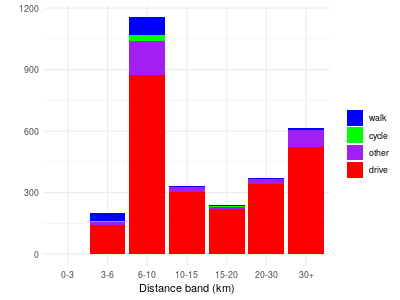 1200
900
600
300
0
0-3 3-6 6-10 10-15 15-20 20-30 30+
Distance band (km)
walk
cycle
other
drive